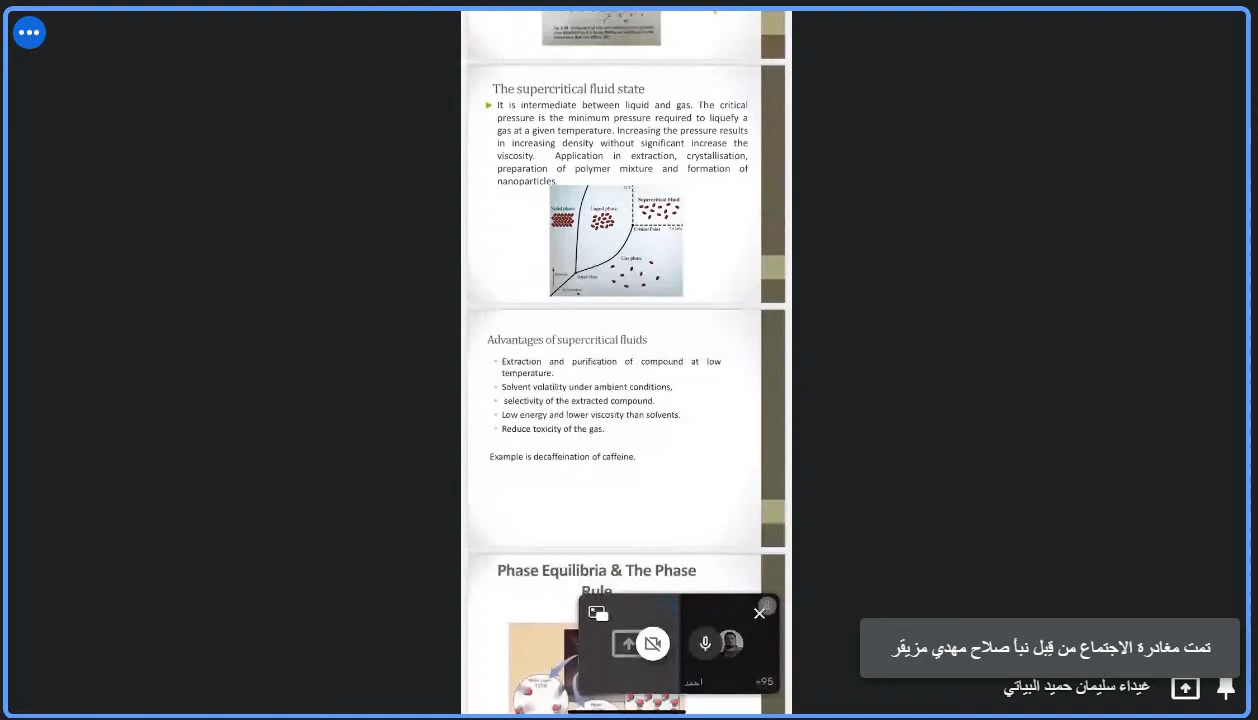 The supercritical fluid state
It is intermediate between liquid and gas. The critical
pressure is the minimum pressure required to liquefy a
gas at a given temperature. Increasing the pressure results
in increasing density without significant increase the
viscosity. Application in extraction, crystallisation,
preparation of polymer mixture and formation of
nanoparticles.
Solid phase
Liquid phase
Supercritical Fluid
Critical Point
Gas phase
Advantages of supercritical fluids
Extraction and purification of compound at low
temperature.
Solvent volatility under ambient conditions,
selectivity of the extracted compound.
Low energy and lower viscosity than solvents.
Reduce toxicity of the gas.
Example is decaffeination of caffeine.
Phase Equilibria & The Phase
Rule
احمد
+95
تمت مغادرة الاجتماع من قِبل نبأ صلاح مهدي مزيقر
غيداء سليمان حميد البياتي